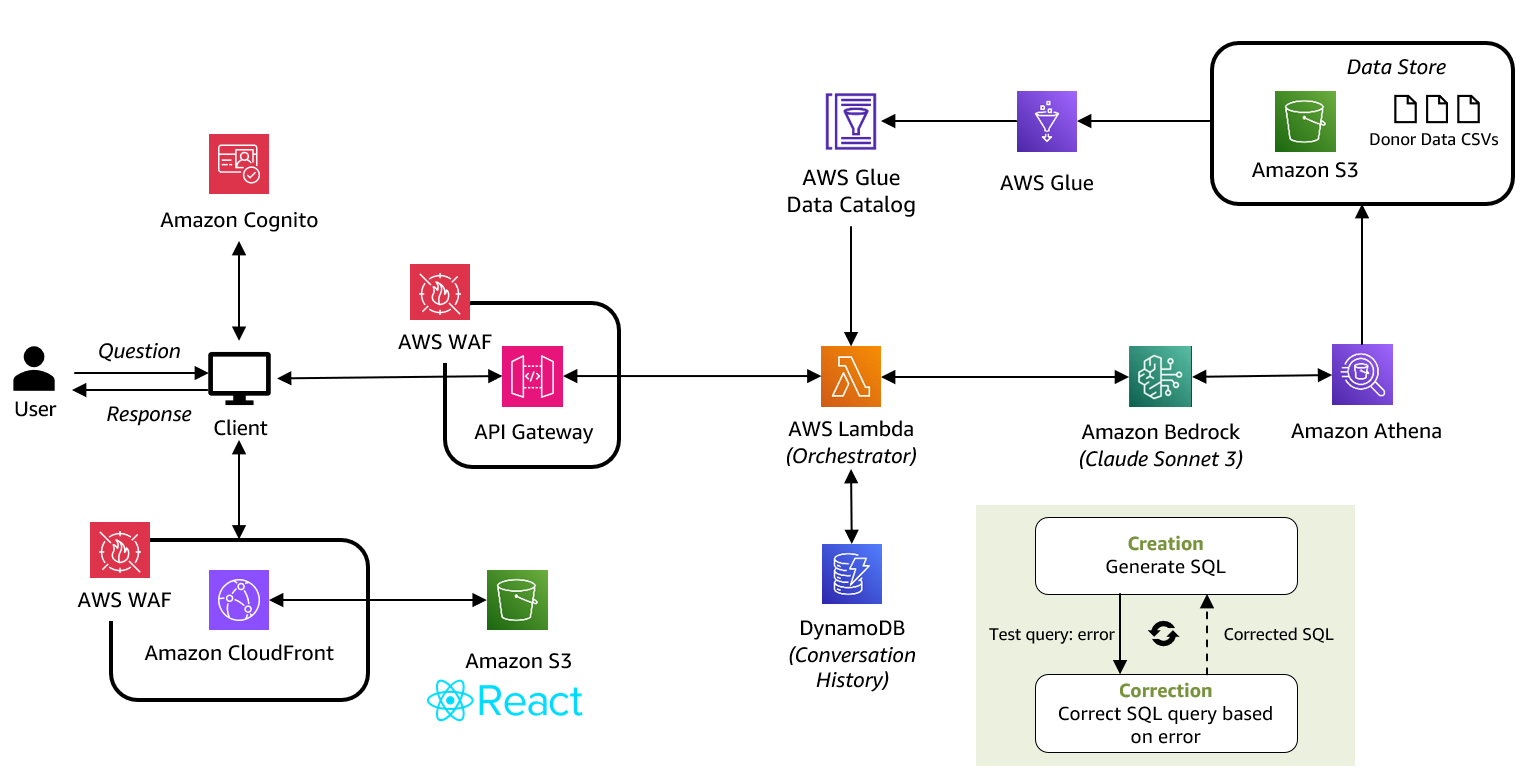 Data Store
Donor Data CSVs
Amazon S3
AWS Glue
AWS Glue
Data Catalog
Amazon Cognito
AWS WAF
Question
Response
User
Client
API Gateway
AWS Lambda
(Orchestrator)
Amazon Bedrock
(Claude Sonnet 3)
Amazon Athena
AWS WAF
Amazon CloudFront
Amazon S3
React
DynamoDB
(Conversation
History)
Creation
Generate SQL
Test query: error
Corrected SQL
Correction
Correct SQL query based
on error